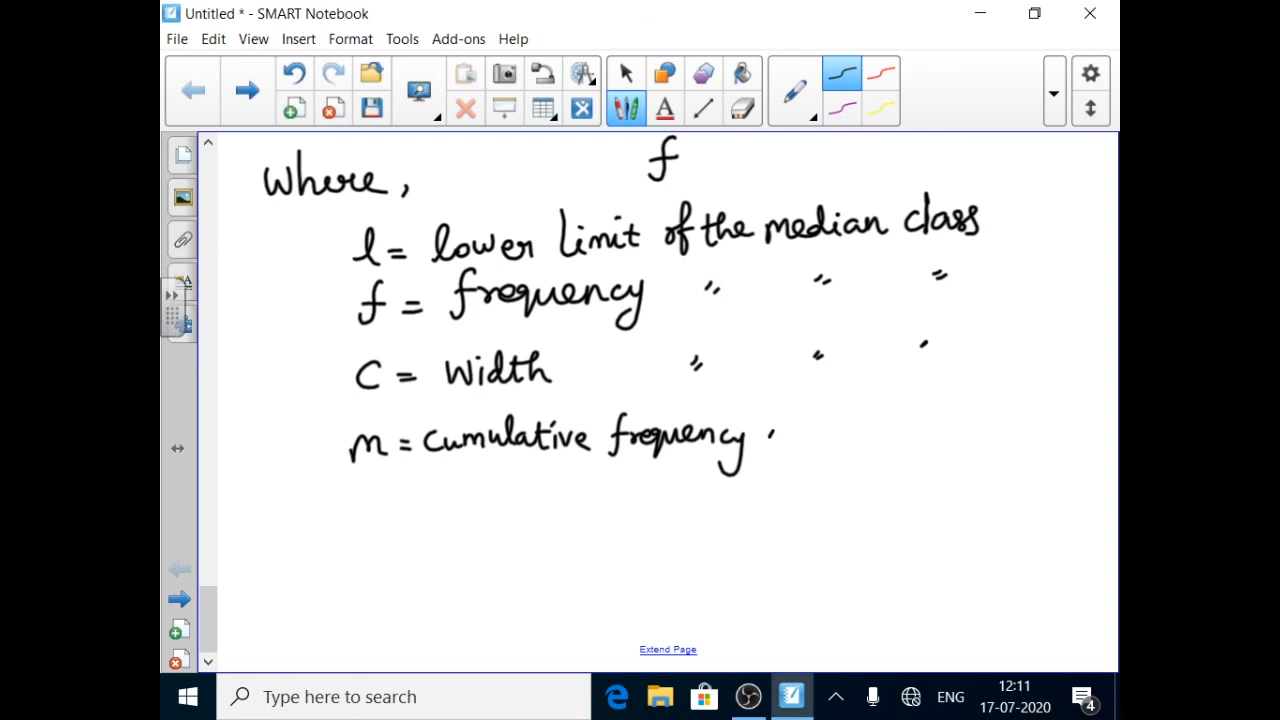 Untitled * - SMART Notebook
File Edit View Insert Format Tools Add-ons Help
f
Where,
l = lower limit of the median class
f = frequency " " "
C = Width " " '
m = Cumulative frequency '
Extend Page
Type here to search
ENG
12:11
17-07-2020
4